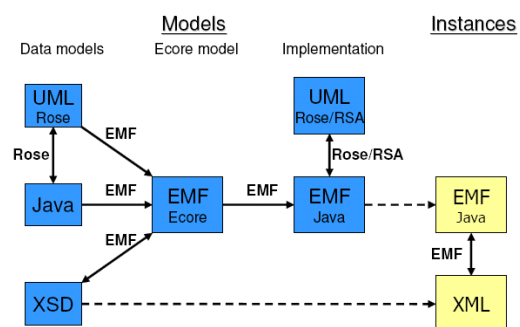 Models
Instances
Data models
Ecore model
Implementation
UML
Rose
EMF
UML
Rose/RSA
Rose
Rose/RSA
Java
EMF
EMF
Ecore
EMF
EMF
Java
EMF
Java
EMF
EMF
XSD
XML